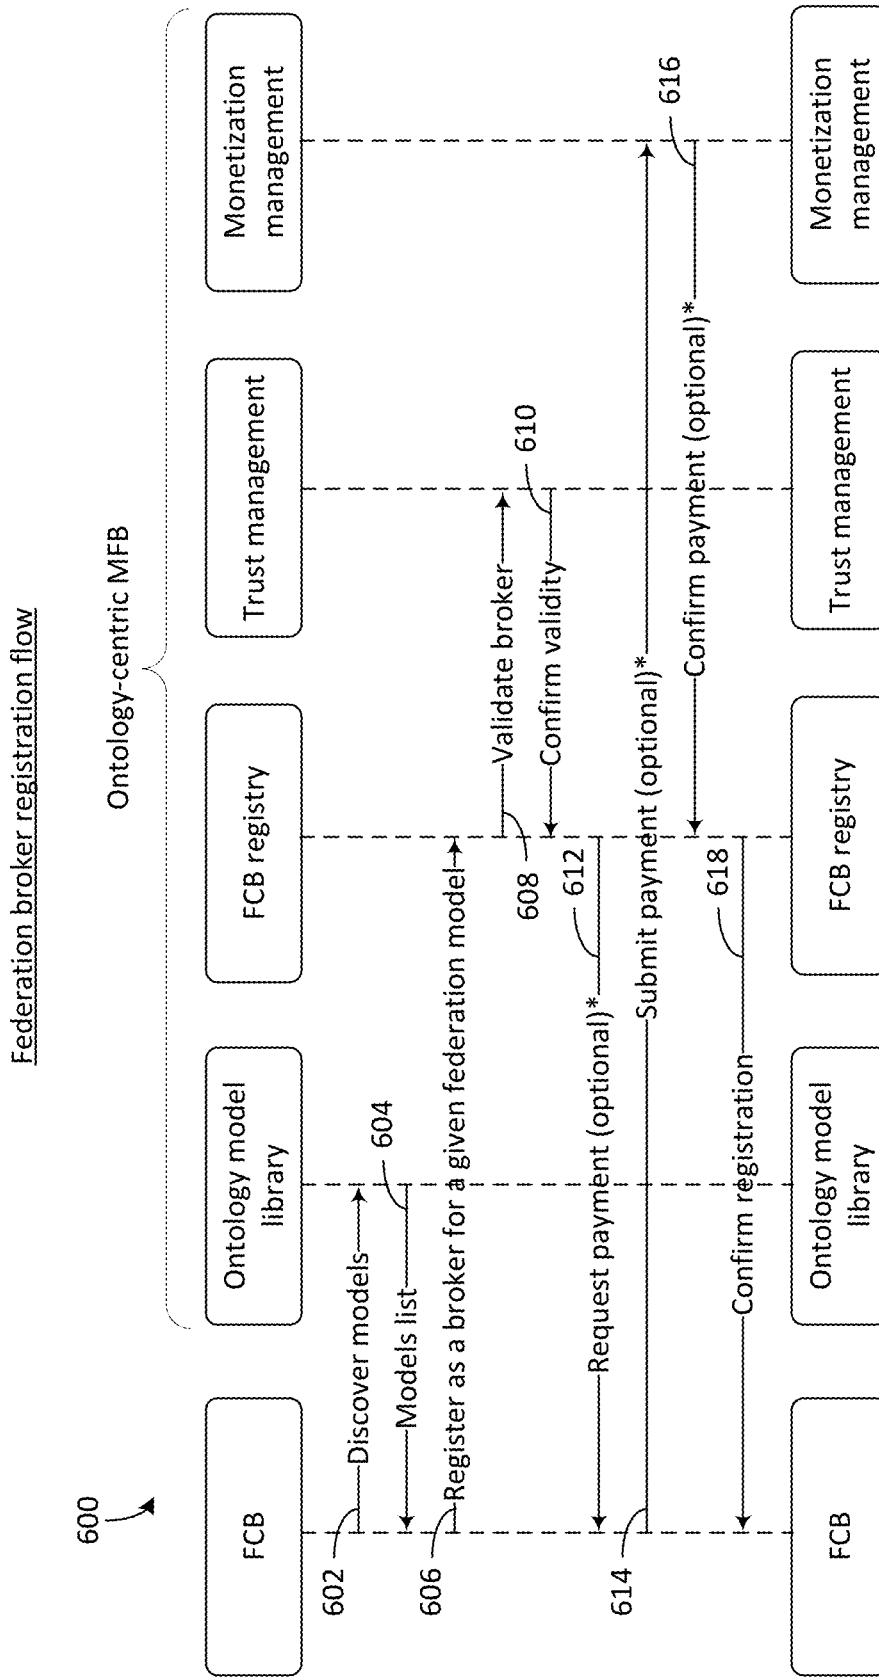 Federation broker registration flow
600
Ontology-centric MFB
FCB
Ontology model
library
FCB registry
Trust management
Monetization
management
602
Discover models
604
Models list
606
Register as a broker for a given federation model
608
Validate broker
610
Confirm validity
612
Request payment (optional)*
614
Submit payment (optional)*
616
Confirm payment (optional)*
618
Confirm registration
FCB
Ontology model
library
FCB registry
Trust management
Monetization
management